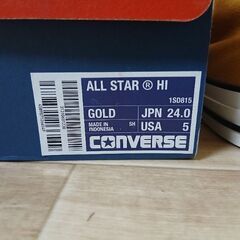 ALL STAR ® HI
1SD815
GOLD
JPN 24.0
MADE IN
INDONESIA
SH
USA 5
CONVERSE